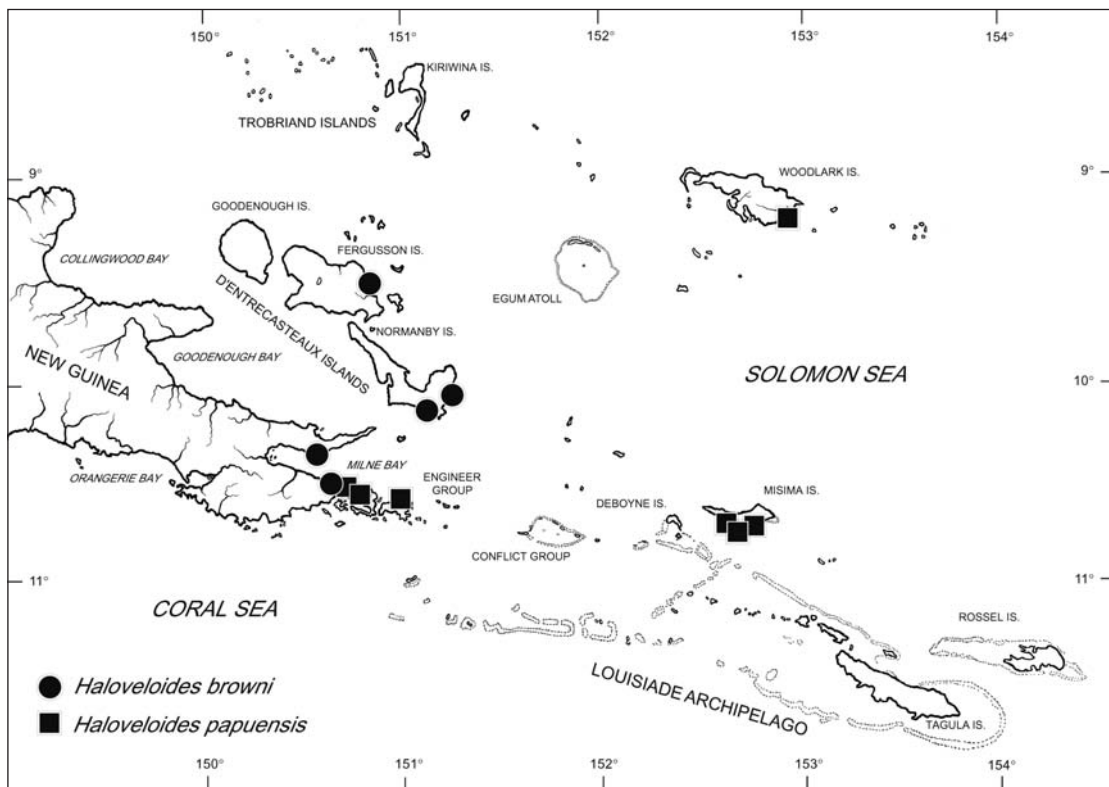 150° 151° 152° 153° 154°
KIRIWINA IS.
TROBRIAND ISLANDS
9° 9°
WOODLARK IS.
GOODENOUGH IS.
FERGUSSON IS.
COLLINGWOOD BAY
EGUM ATOLL
D'ENTRECASTEAUX ISLANDS
NORMANBY IS.
GOODENOUGH BAY
NEW GUINEA
SOLOMON SEA
10°
MILNE BAY
ORANGERIE BAY
ENGINEER
GROUP
DEBOYNE IS.
MISIMA IS.
CONFLICT GROUP
11° 11°
CORAL SEA
ROSSEL IS.
LOUISIADE ARCHIPELAGO
TAGULA IS.
Haloveloides browni
Haloveloides papuensis
150° 151° 152° 153° 154°